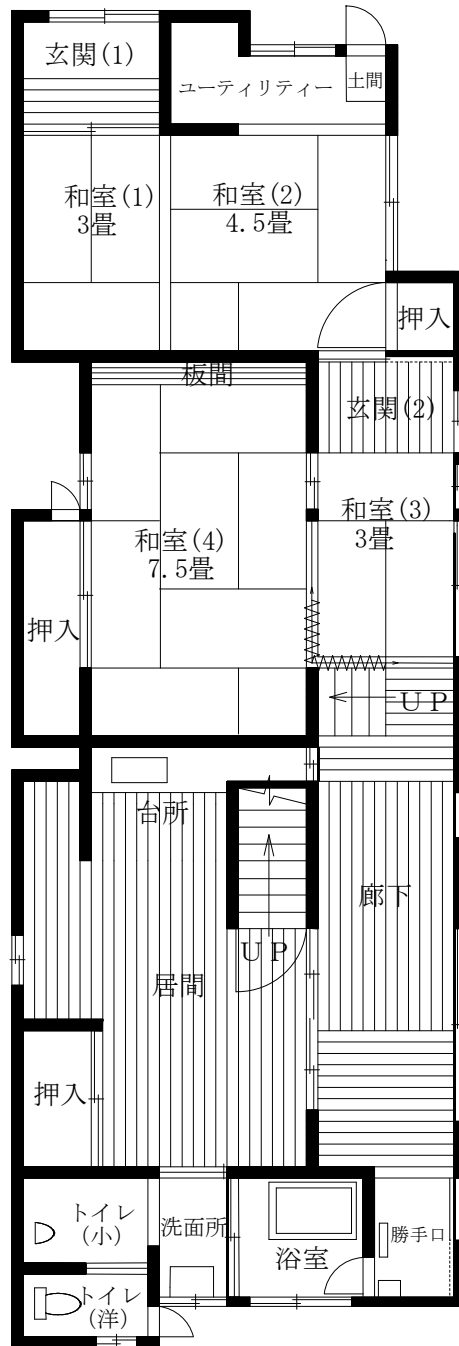 玄関(1)
ユーティリティー
土間
和室(1)
3畳
和室(2)
4.5畳
押入
板間
玄関(2)
和室(3)
3畳
和室(4)
7.5畳
押入
UP
台所
廊下
UP
居間
押入
トイレ
(小)
洗面所
浴室
勝手口
トイレ
(洋)